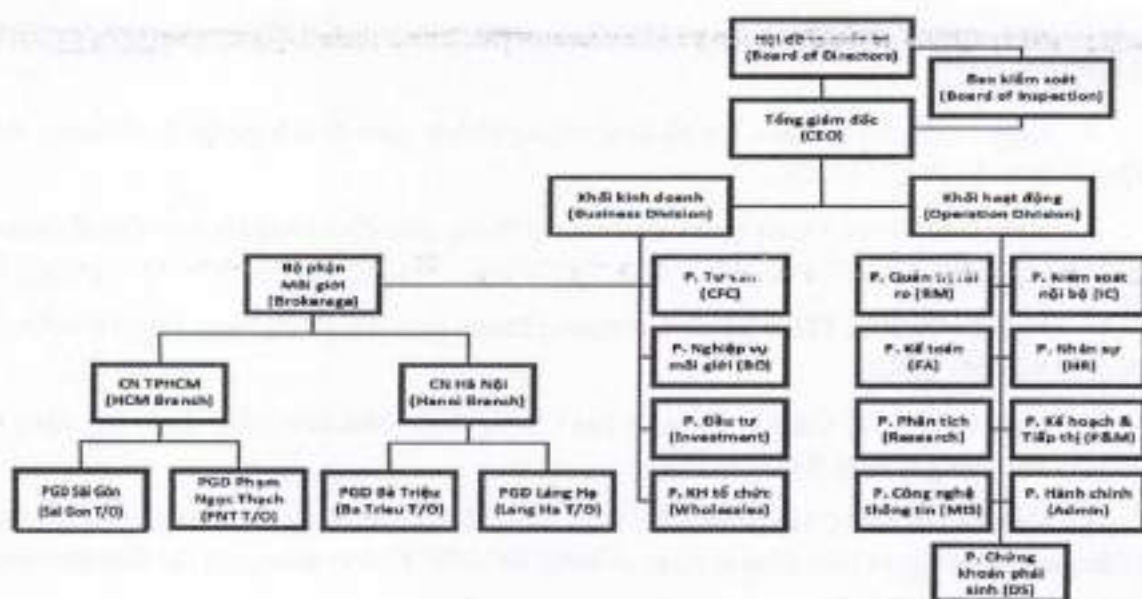 (Board of Directors)
Ban kiểm soát
(Board of Inspection)
Tổng giám đốc
(CEO)
Khối kinh doanh
(Business Division)
Khối hoạt động
(Operation Division)
Bộ phận
Môi giới
(Brokerage)
P. Tư
(CFC)
P. Quản trị rủi
ro (RM)
P. Kiểm soát
nội bộ (IC)
P. Nghiệp vụ
môi giới (BO)
P. Kế toán
(FA)
P. Nhân sự
(HR)
CN TPHCM
(HCM Branch)
CN Hà Nội
(Hanoi Branch)
P. Đầu tư
(Investment)
P. Phân tích
(Research)
P. Kế hoạch &
Tiếp thị (P&M)
PGD Sài Gòn
(Sai Gon T/O)
PGD Phạm
Ngọc Thạch
(PNT T/O)
PGD Bà Triệu
(Ba Trieu T/O)
PGD Láng Hạ
(Lang Ha T/O)
P. KH tổ chức
(Wholesales)
P. Công nghệ
thông tin (MIS)
P. Hành chính
(Admin)
P. Chứng
khoán phái
sinh (DS)